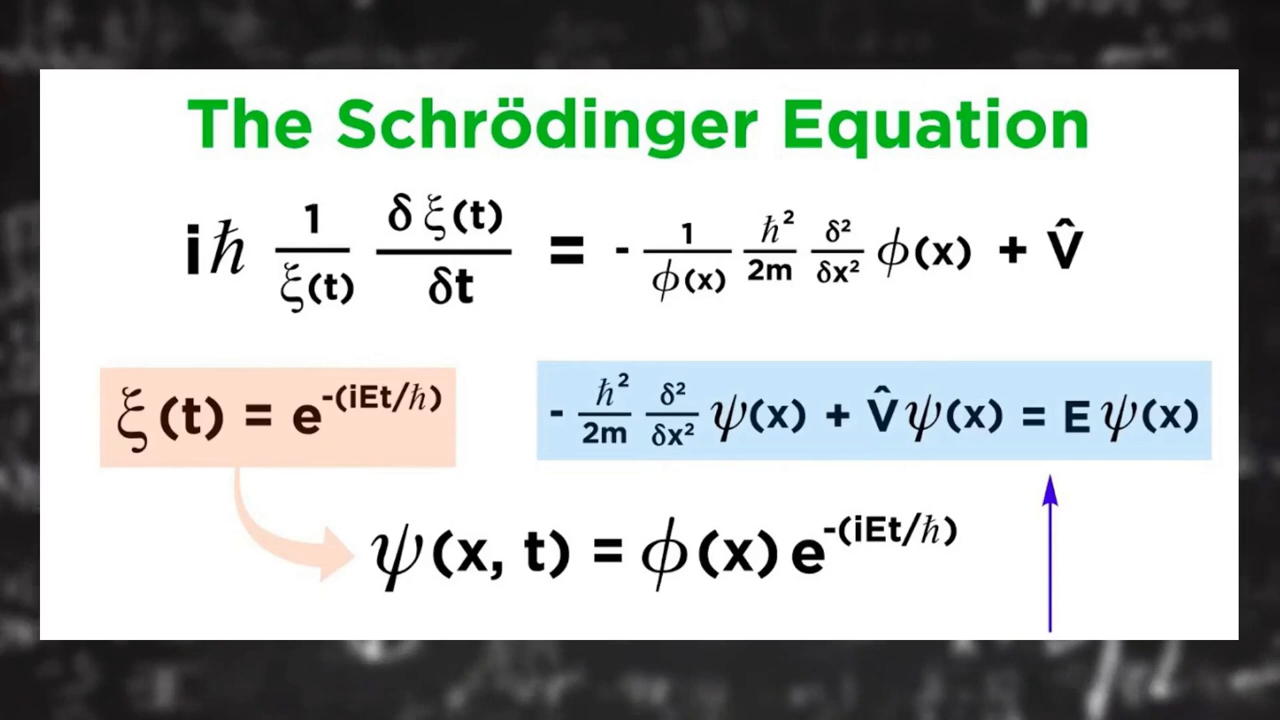 The Schrödinger Equation
iℏ 1/ξ(t) δξ(t)/δt = - 1/ϕ(x) ℏ²/2m δ²/δx² ϕ(x) + V̂
ξ(t) = e^-(iEt/ℏ)
- ℏ²/2m δ²/δx² ψ(x) + V̂ψ(x) = Eψ(x)
ψ(x, t) = ϕ(x) e^-(iEt/ℏ)